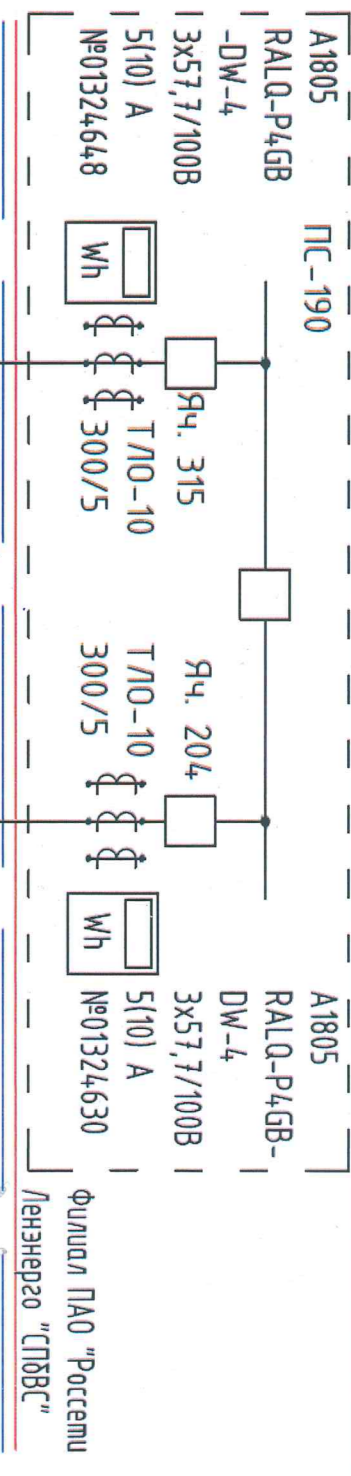 А1805
RALQ-P4GB
-DW-4
3х57,7/100В
5(10) А
№01324648
ПС-190
Wh
Яч. 315
ТЛО-10
300/5
Яч. 204
ТЛО-10
300/5
Wh
А1805
RALQ-P4GB-
DW-4
3х57,7/100В
5(10) А
№01324630
Филиал ПАО "Россети
Ленэнерго "СПбВС"